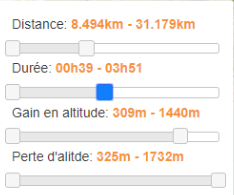 Distance: 8.494km - 31.179km
Durée: 00h39 - 03h51
Gain en altitude: 309m - 1440m
Perte d'alitde: 325m - 1732m